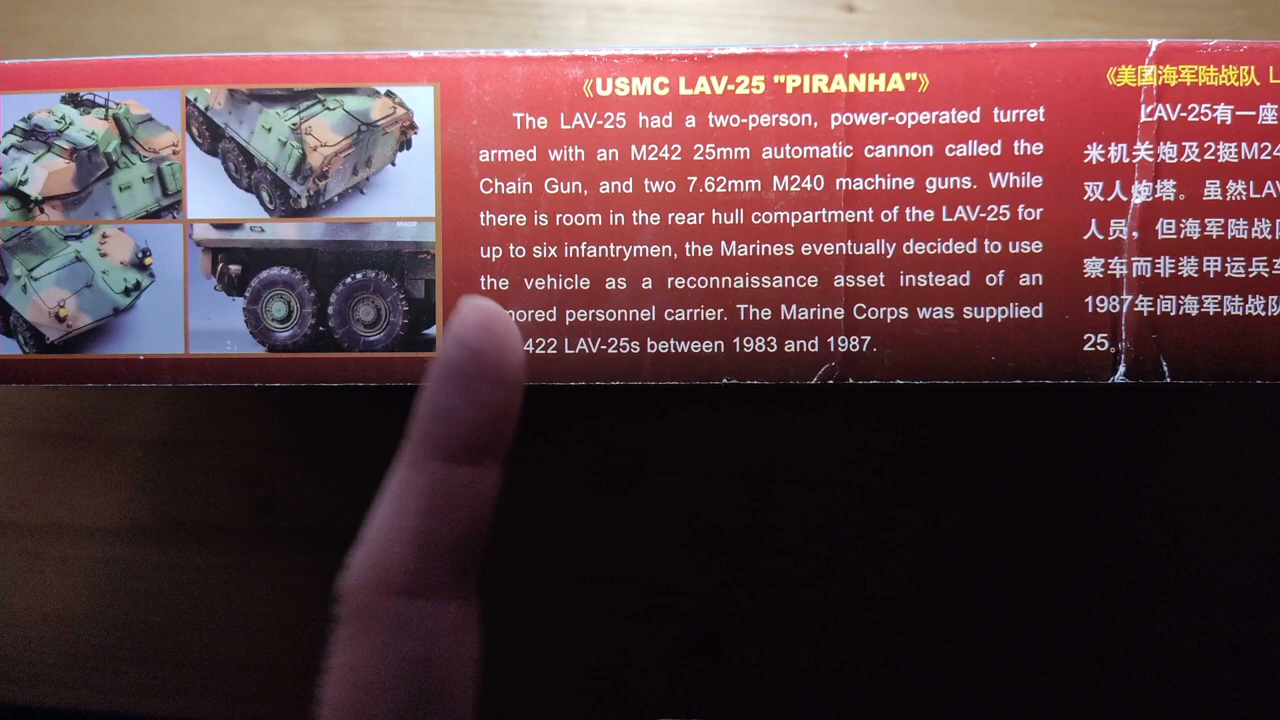 《USMC LAV-25 "PIRANHA"》
The LAV-25 had a two-person, power-operated turret
armed with an M242 25mm automatic cannon called the
Chain Gun, and two 7.62mm M240 machine guns. While
there is room in the rear hull compartment of the LAV-25 for
up to six infantrymen, the Marines eventually decided to use
the vehicle as a reconnaissance asset instead of an
mored personnel carrier. The Marine Corps was supplied
422 LAV-25s between 1983 and 1987.
《美国海军陆战队 L
LAV-25有一座
米机关炮及2挺M24
双人炮塔。虽然LAV
人员，但海军陆战队
察车而非装甲运兵车
1987年间海军陆战队
25。